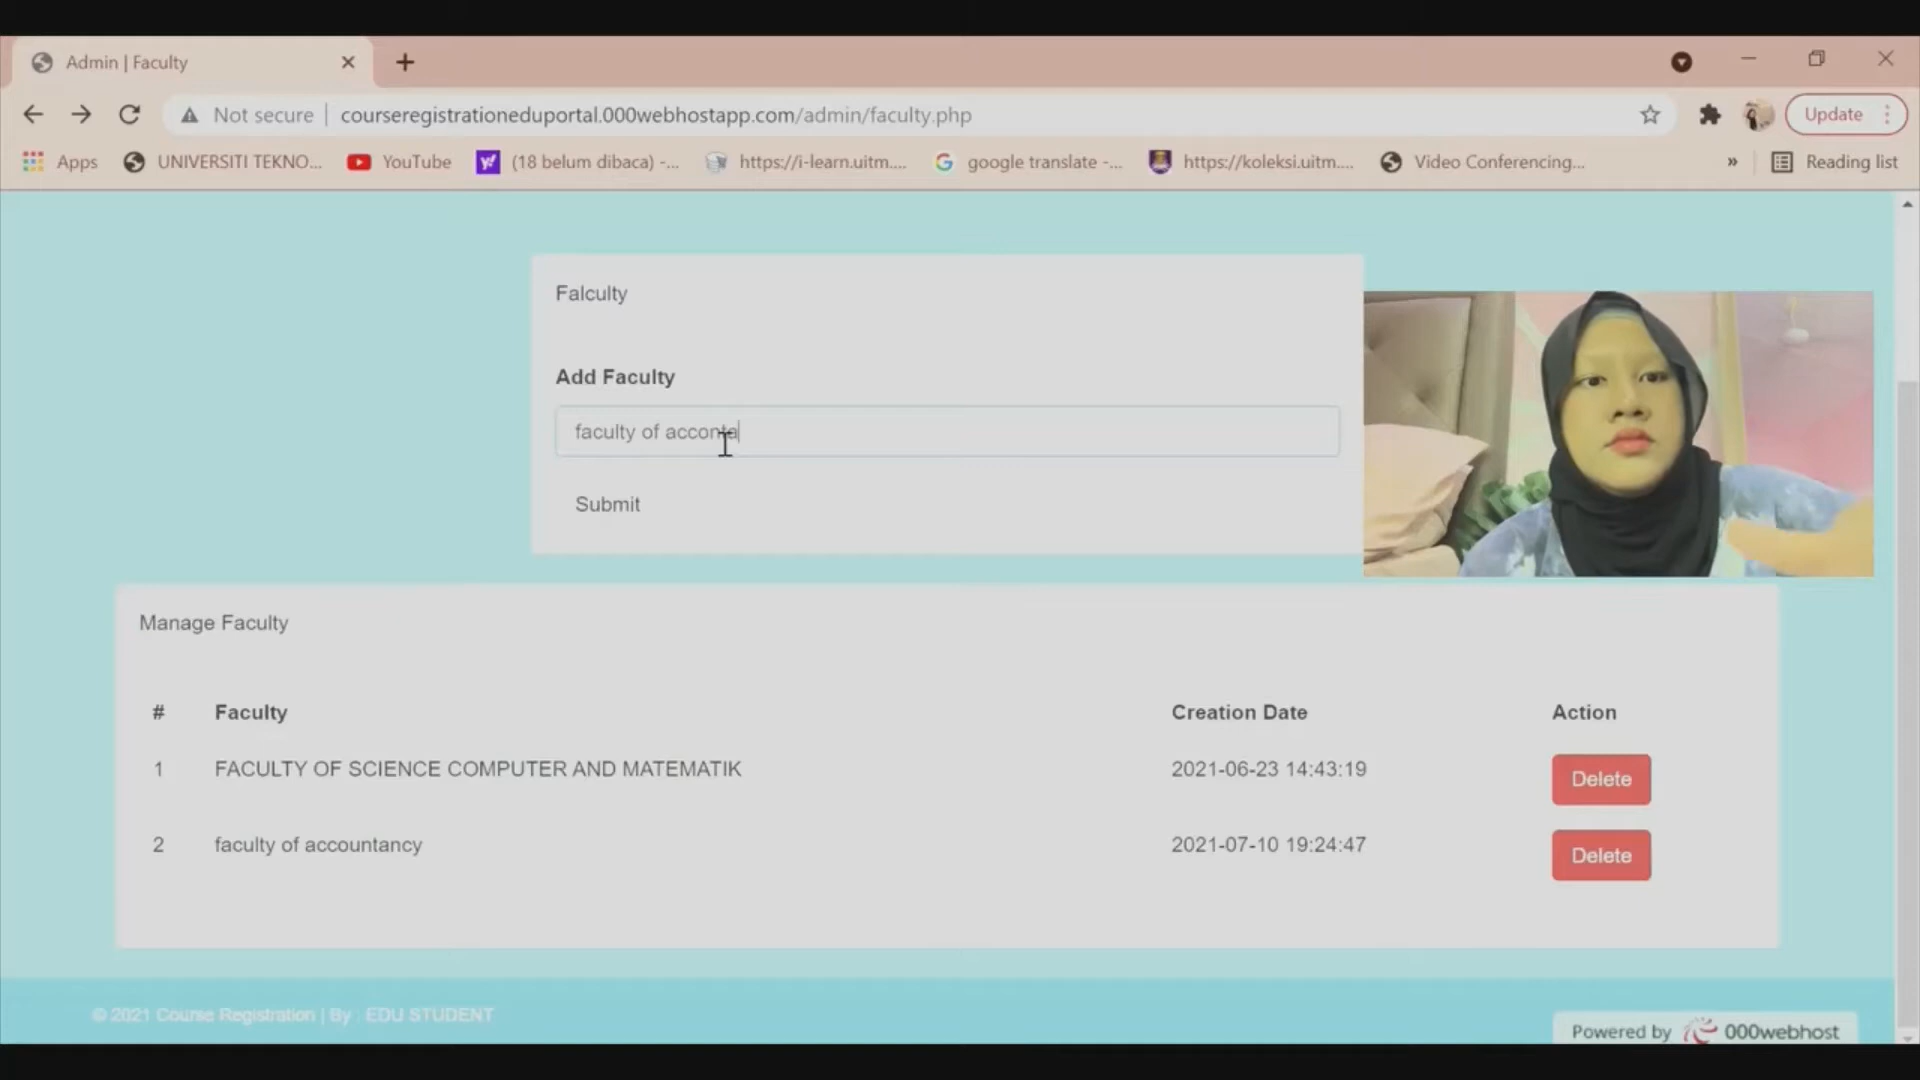 Admin | Faculty
Not secure courseregistrationeduportal.000webhostapp.com/admin/faculty.php Update
Apps UNIVERSITI TEKNO... YouTube (18 belum dibaca) -... https://i-learn.uitm.... google translate -... https://koleksi.uitm.... Video Conferencing... » Reading list
Falculty
Add Faculty
faculty of acconta
Submit
Manage Faculty
# Faculty Creation Date Action
1 FACULTY OF SCIENCE COMPUTER AND MATEMATIK 2021-06-23 14:43:19 Delete
2 faculty of accountancy 2021-07-10 19:24:47 Delete
© 2021 Course Registration | By : EDU STUDENT
Powered by 000webhost